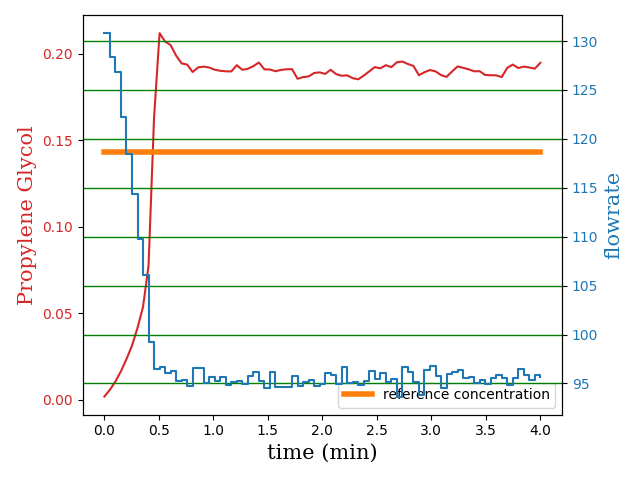 Propylene Glycol
0.20
0.15
0.10
0.05
0.00
130
125
120
115
110
105
100
95
flowrate
reference concentration
0.0 0.5 1.0 1.5 2.0 2.5 3.0 3.5 4.0
time (min)